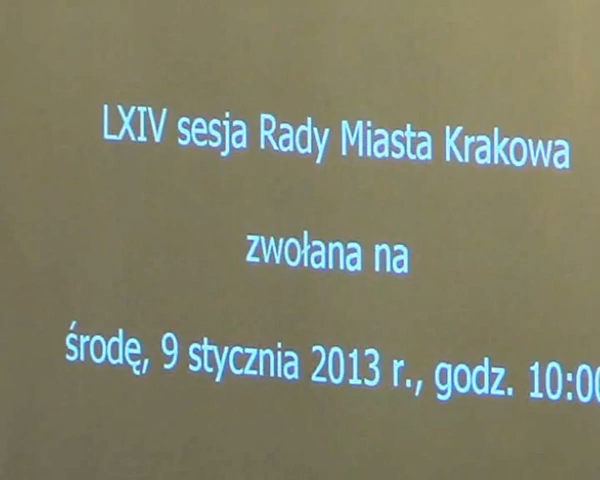 LXIV sesja Rady Miasta Krakowa
zwołana na
środę, 9 stycznia 2013 r., godz. 10:00